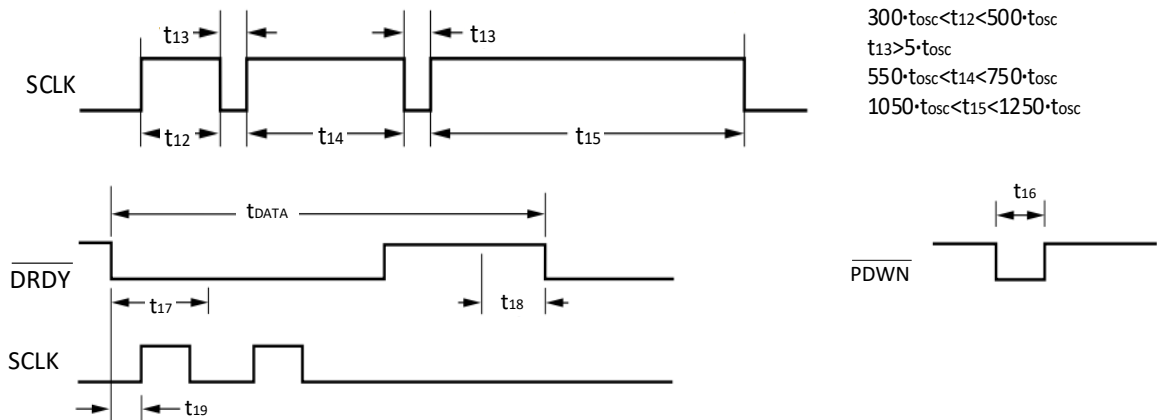 t13 t13
SCLK
t12 t14 t15
300·tosc<t12<500·tosc
t13>5·tosc
550·tosc<t14<750·tosc
1050·tosc<t15<1250·tosc
tDATA
DRDY
t17 t18
SCLK
t19
t16
PDWN